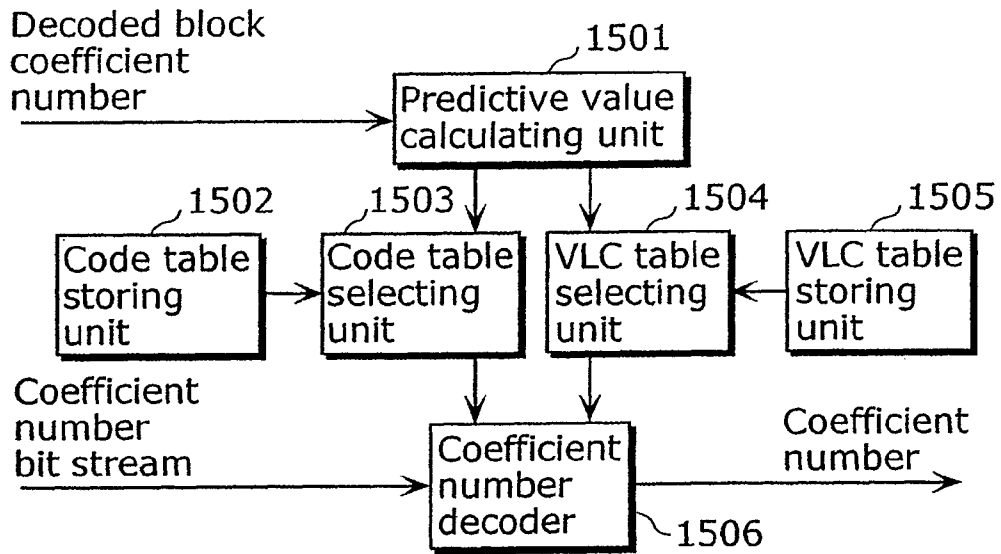 Decoded block
coefficient
number
1501
Predictive value
calculating unit
1502
1503
1504
1505
Code table
storing
unit
Code table
selecting
unit
VLC table
selecting
unit
VLC table
storing
unit
Coefficient
number
bit stream
Coefficient
number
decoder
Coefficient
number
1506